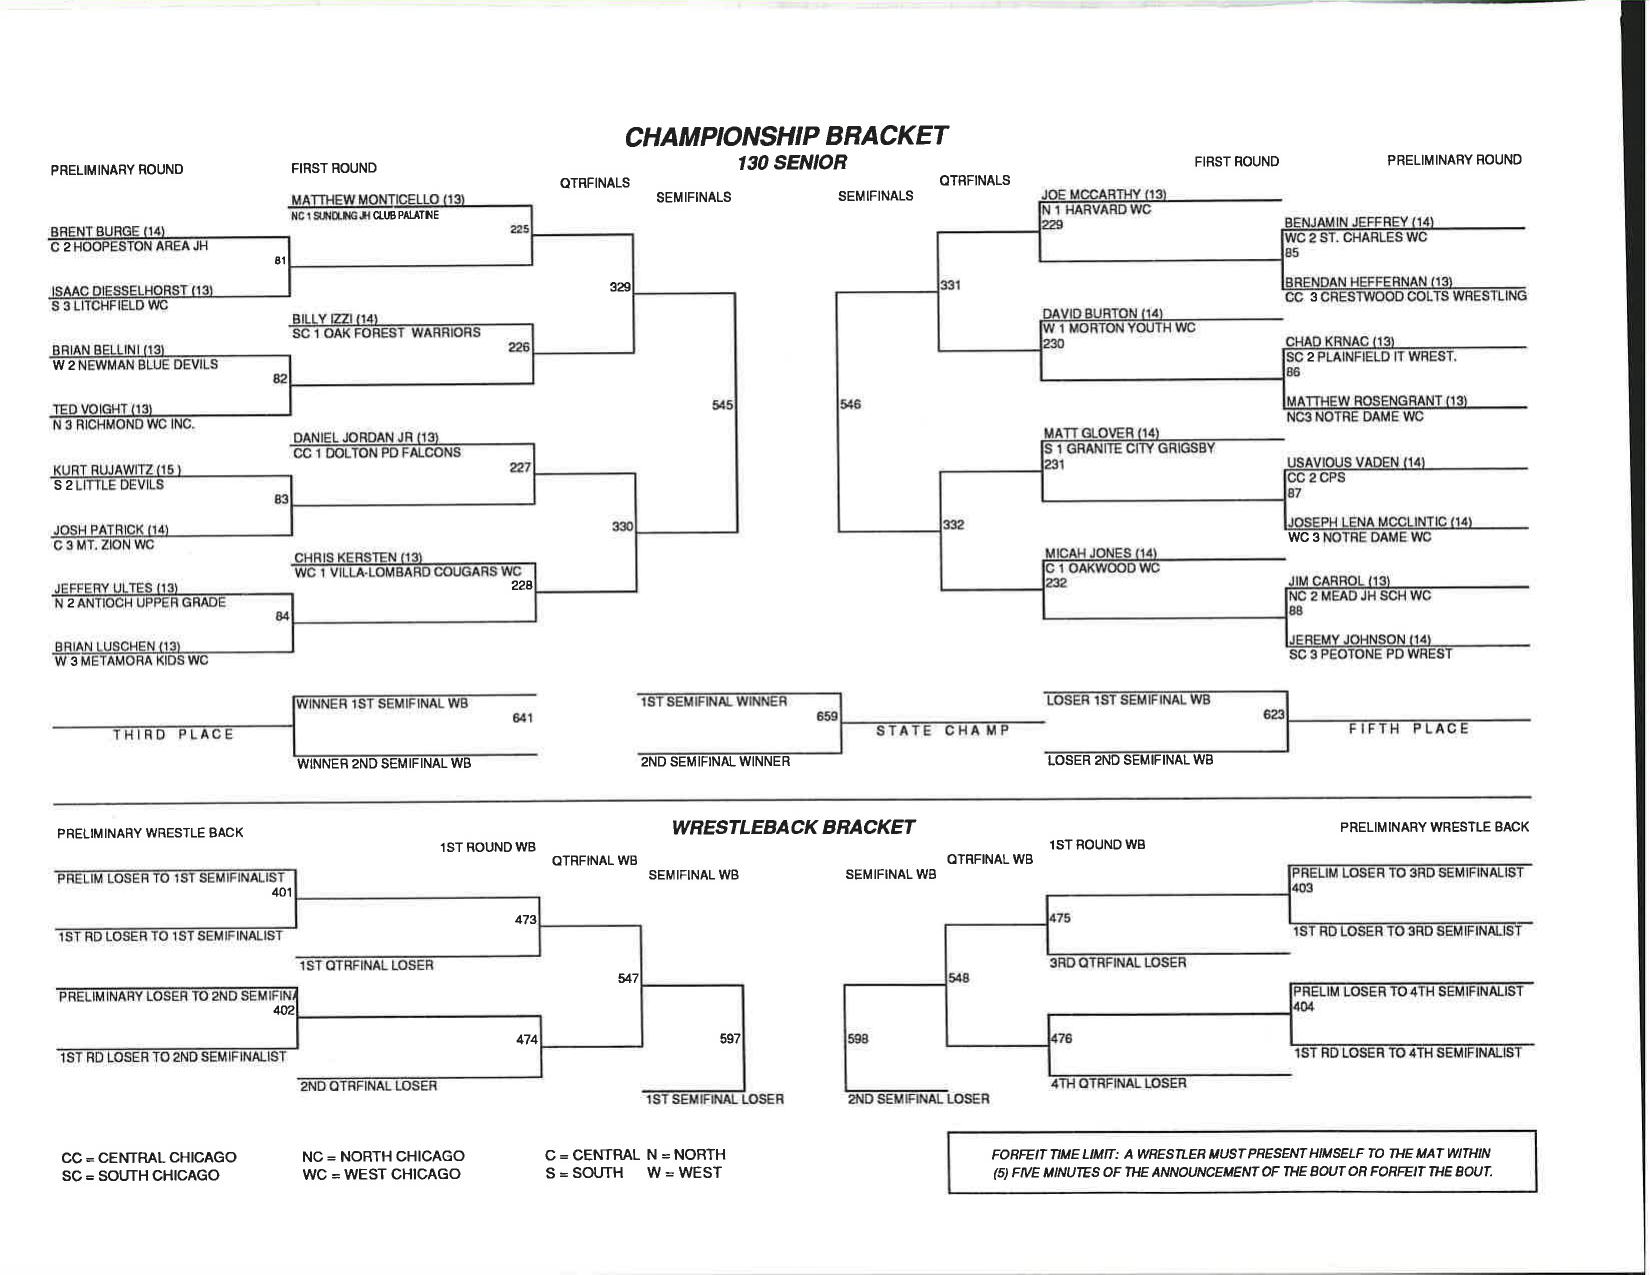 CHAMPIONSHIP BRACKET
130 SENIOR
PRELIMINARY ROUND
FIRST ROUND
QTRFINALS
SEMIFINALS
SEMIFINALS
QTRFINALS
FIRST ROUND
PRELIMINARY ROUND
MATTHEW MONTICELLO (13)
NC 1 SUNDLING JH CLUB PALATINE
225
BRENT BURGE (14)
C 2 HOOPESTON AREA JH
81
ISAAC DIESSELHORST (13)
S 3 LITCHFIELD WC
329
BILLY IZZI (14)
SC 1 OAK FOREST WARRIORS
226
BRIAN BELLINI (13)
W 2 NEWMAN BLUE DEVILS
82
TED VOIGHT (13)
N 3 RICHMOND WC INC.
545
DANIEL JORDAN JR (13)
CC 1 DOLTON PD FALCONS
227
KURT RUJAWITZ (15 )
S 2 LITTLE DEVILS
83
JOSH PATRICK (14)
C 3 MT. ZION WC
330
CHRIS KERSTEN (13)
WC 1 VILLA-LOMBARD COUGARS WC
228
JEFFERY ULTES (13)
N 2 ANTIOCH UPPER GRADE
84
BRIAN LUSCHEN (13)
W 3 METAMORA KIDS WC
JOE MCCARTHY (13)
N 1 HARVARD WC
229
BENJAMIN JEFFREY (14)
WC 2 ST. CHARLES WC
85
BRENDAN HEFFERNAN (13)
CC 3 CRESTWOOD COLTS WRESTLING
331
DAVID BURTON (14)
W 1 MORTON YOUTH WC
230
CHAD KRNAC (13)
SC 2 PLAINFIELD IT WREST.
86
MATTHEW ROSENGRANT (13)
NC3 NOTRE DAME WC
546
MATT GLOVER (14)
S 1 GRANITE CITY GRIGSBY
231
USAVIOUS VADEN (14)
CC 2 CPS
87
JOSEPH LENA MCCLINTIC (14)
WC 3 NOTRE DAME WC
332
MICAH JONES (14)
C 1 OAKWOOD WC
232
JIM CARROL (13)
NC 2 MEAD JH SCH WC
88
JEREMY JOHNSON (14)
SC 3 PEOTONE PD WREST
WINNER 1ST SEMIFINAL WB
641
THIRD PLACE
WINNER 2ND SEMIFINAL WB
1ST SEMIFINAL WINNER
659
STATE CHAMP
2ND SEMIFINAL WINNER
LOSER 1ST SEMIFINAL WB
623
FIFTH PLACE
LOSER 2ND SEMIFINAL WB
WRESTLEBACK BRACKET
PRELIMINARY WRESTLE BACK
1ST ROUND WB
QTRFINAL WB
SEMIFINAL WB
SEMIFINAL WB
QTRFINAL WB
1ST ROUND WB
PRELIMINARY WRESTLE BACK
PRELIM LOSER TO 1ST SEMIFINALIST
401
473
1ST RD LOSER TO 1ST SEMIFINALIST
1ST QTRFINAL LOSER
547
PRELIMINARY LOSER TO 2ND SEMIFINA
402
474
597
1ST RD LOSER TO 2ND SEMIFINALIST
2ND QTRFINAL LOSER
1ST SEMIFINAL LOSER
PRELIM LOSER TO 3RD SEMIFINALIST
403
475
1ST RD LOSER TO 3RD SEMIFINALIST
3RD QTRFINAL LOSER
548
PRELIM LOSER TO 4TH SEMIFINALIST
404
598
476
1ST RD LOSER TO 4TH SEMIFINALIST
4TH QTRFINAL LOSER
2ND SEMIFINAL LOSER
CC = CENTRAL CHICAGO
NC = NORTH CHICAGO
C = CENTRAL N = NORTH
SC = SOUTH CHICAGO
WC = WEST CHICAGO
S = SOUTH W = WEST
FORFEIT TIME LIMIT: A WRESTLER MUST PRESENT HIMSELF TO THE MAT WITHIN
(5) FIVE MINUTES OF THE ANNOUNCEMENT OF THE BOUT OR FORFEIT THE BOUT.